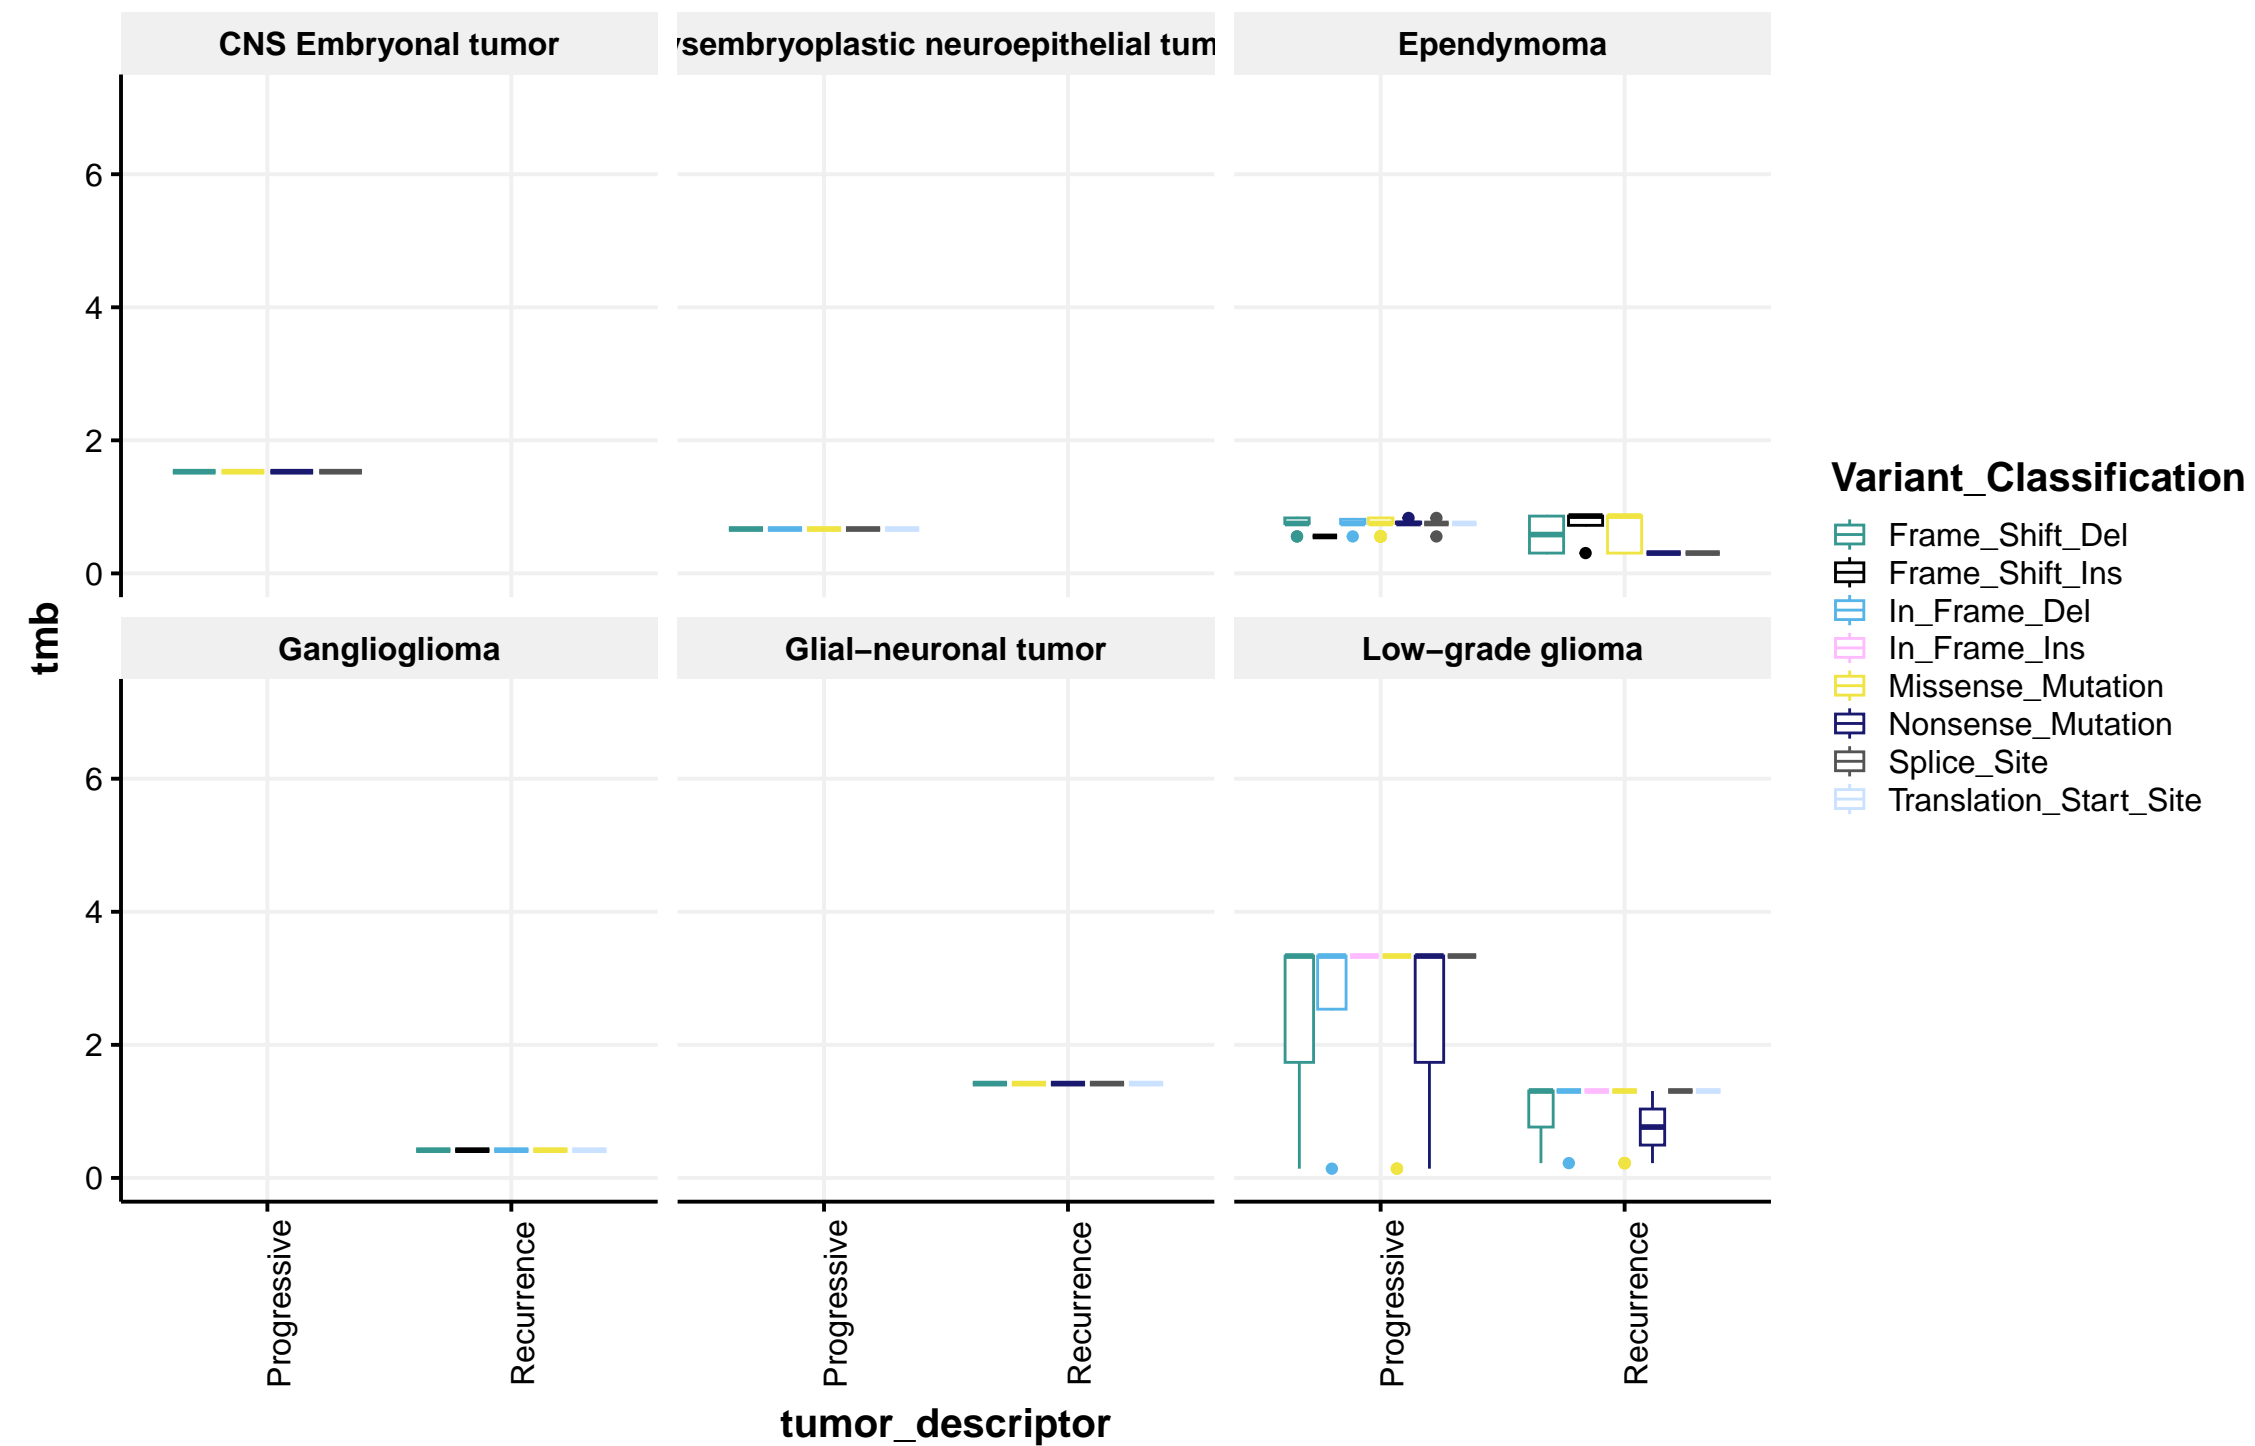 CNS Embryonal tumor
ysembryoplastic neuroepithelial tum
Ependymoma
6
4
2
0
Ganglioglioma
Glial–neuronal tumor
Low–grade glioma
6
4
2
0
tmb
Progressive
Recurrence
Progressive
Recurrence
Progressive
Recurrence
tumor_descriptor
Variant_Classification
Frame_Shift_Del
Frame_Shift_Ins
In_Frame_Del
In_Frame_Ins
Missense_Mutation
Nonsense_Mutation
Splice_Site
Translation_Start_Site